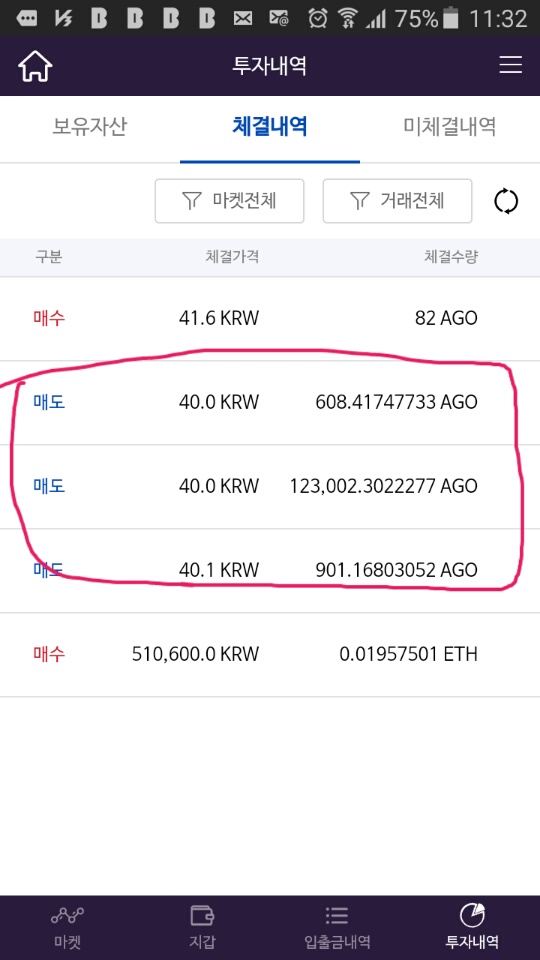 75% 11:32
투자내역
보유자산 체결내역 미체결내역
마켓전체 거래전체
구분 체결가격 체결수량
매수 41.6 KRW 82 AGO
매도 40.0 KRW 608.41747733 AGO
매도 40.0 KRW 123,002.3022277 AGO
매도 40.1 KRW 901.16803052 AGO
매수 510,600.0 KRW 0.01957501 ETH
마켓 지갑 입출금내역 투자내역